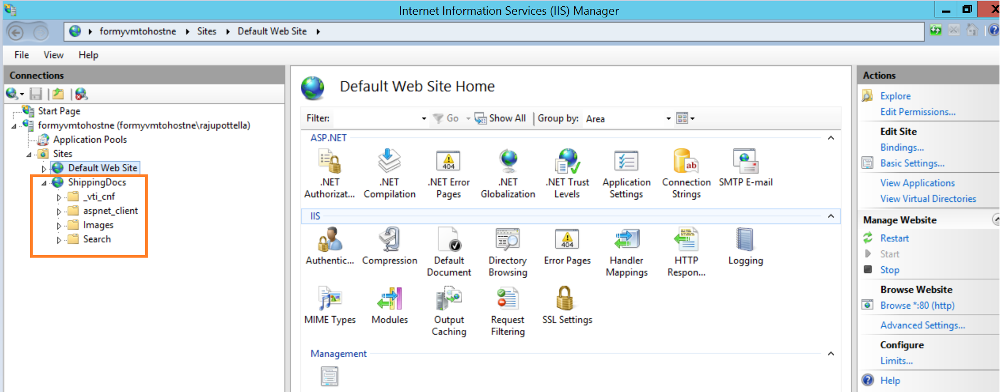 Internet Information Services (IIS) Manager
formyvmtohostne
Sites
Default Web Site
File
View
Help
Connections
Start Page
formyvmtohostne (formyvmtohostne\rajupottella)
Application Pools
Sites
Default Web Site
ShippingDocs
_vti_cnf
aspnet_client
Images
Search
Default Web Site Home
Filter:
Go
Show All
Group by:
Area
ASP.NET
.NET
Authorizat...
.NET
Compilation
.NET Error
Pages
.NET
Globalization
.NET Trust
Levels
Application
Settings
Connection
Strings
SMTP E-mail
404
ab
IIS
Authentic...
Compression
Default
Document
Directory
Browsing
Error Pages
404
Handler
Mappings
HTTP
Respon...
Logging
MIME Types
Modules
Output
Caching
Request
Filtering
SSL Settings
Management
Actions
Explore
Edit Permissions...
Edit Site
Bindings...
Basic Settings...
View Applications
View Virtual Directories
Manage Website
Restart
Start
Stop
Browse Website
Browse *:80 (http)
Advanced Settings...
Configure
Limits...
Help